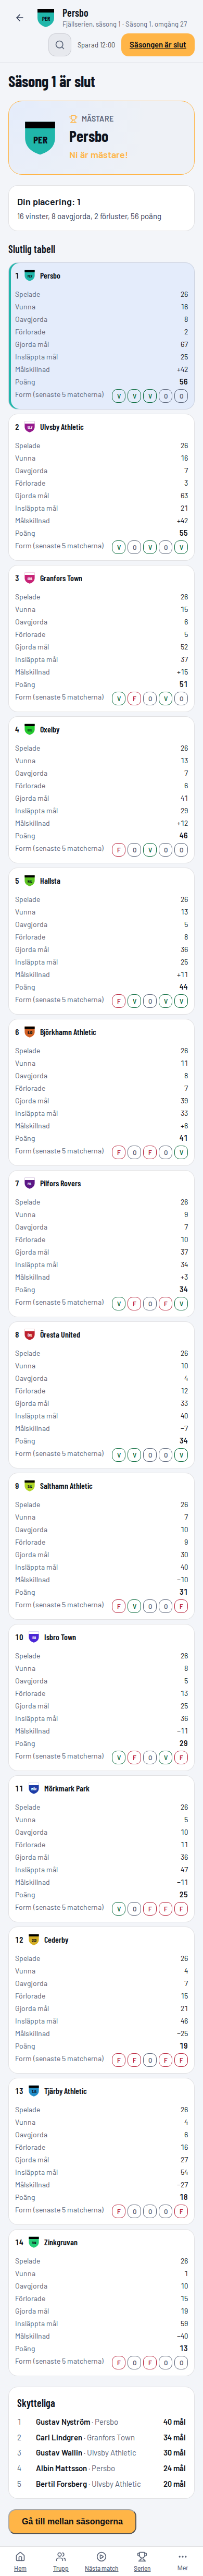 PER
Persbo
Fjällserien, säsong 1 · Säsong 1, omgång 27
Sparad 12:00
Säsongen är slut
Säsong 1 är slut
PER
MÄSTARE
Persbo
Ni är mästare!
Din placering: 1
16 vinster, 8 oavgjorda, 2 förluster, 56 poäng
Slutlig tabell
1 Persbo
Spelade 26
Vunna 16
Oavgjorda 8
Förlorade 2
Gjorda mål 67
Insläppta mål 25
Målskillnad +42
Poäng 56
Form (senaste 5 matcherna) V V V O O
2 Ulvsby Athletic
Spelade 26
Vunna 16
Oavgjorda 7
Förlorade 3
Gjorda mål 63
Insläppta mål 21
Målskillnad +42
Poäng 55
Form (senaste 5 matcherna) V O V O V
3 Granfors Town
Spelade 26
Vunna 15
Oavgjorda 6
Förlorade 5
Gjorda mål 52
Insläppta mål 37
Målskillnad +15
Poäng 51
Form (senaste 5 matcherna) V F O V O
4 Oxelby
Spelade 26
Vunna 13
Oavgjorda 7
Förlorade 6
Gjorda mål 41
Insläppta mål 29
Målskillnad +12
Poäng 46
Form (senaste 5 matcherna) F O V O O
5 Hallsta
Spelade 26
Vunna 13
Oavgjorda 5
Förlorade 8
Gjorda mål 36
Insläppta mål 25
Målskillnad +11
Poäng 44
Form (senaste 5 matcherna) F V O V V
6 Björkhamn Athletic
Spelade 26
Vunna 11
Oavgjorda 8
Förlorade 7
Gjorda mål 39
Insläppta mål 33
Målskillnad +6
Poäng 41
Form (senaste 5 matcherna) F O F O V
7 Pilfors Rovers
Spelade 26
Vunna 9
Oavgjorda 7
Förlorade 10
Gjorda mål 37
Insläppta mål 34
Målskillnad +3
Poäng 34
Form (senaste 5 matcherna) V F O F V
8 Öresta United
Spelade 26
Vunna 10
Oavgjorda 4
Förlorade 12
Gjorda mål 33
Insläppta mål 40
Målskillnad −7
Poäng 34
Form (senaste 5 matcherna) V V O O V
9 Salthamn Athletic
Spelade 26
Vunna 7
Oavgjorda 10
Förlorade 9
Gjorda mål 30
Insläppta mål 40
Målskillnad −10
Poäng 31
Form (senaste 5 matcherna) F V O O F
10 Isbro Town
Spelade 26
Vunna 8
Oavgjorda 5
Förlorade 13
Gjorda mål 25
Insläppta mål 36
Målskillnad −11
Poäng 29
Form (senaste 5 matcherna) V F O V F
11 Mörkmark Park
Spelade 26
Vunna 5
Oavgjorda 10
Förlorade 11
Gjorda mål 36
Insläppta mål 47
Målskillnad −11
Poäng 25
Form (senaste 5 matcherna) V O F F F
12 Cederby
Spelade 26
Vunna 4
Oavgjorda 7
Förlorade 15
Gjorda mål 21
Insläppta mål 46
Målskillnad −25
Poäng 19
Form (senaste 5 matcherna) F F O F F
13 Tjärby Athletic
Spelade 26
Vunna 4
Oavgjorda 6
Förlorade 16
Gjorda mål 27
Insläppta mål 54
Målskillnad −27
Poäng 18
Form (senaste 5 matcherna) F O O O F
14 Zinkgruvan
Spelade 26
Vunna 1
Oavgjorda 10
Förlorade 15
Gjorda mål 19
Insläppta mål 59
Målskillnad −40
Poäng 13
Form (senaste 5 matcherna) F O F O O
Skytteliga
1 Gustav Nyström · Persbo 40 mål
2 Carl Lindgren · Granfors Town 34 mål
3 Gustav Wallin · Ulvsby Athletic 30 mål
4 Albin Mattsson · Persbo 24 mål
5 Bertil Forsberg · Ulvsby Athletic 20 mål
Gå till mellan säsongerna
Hem Trupp Nästa match Serien Mer